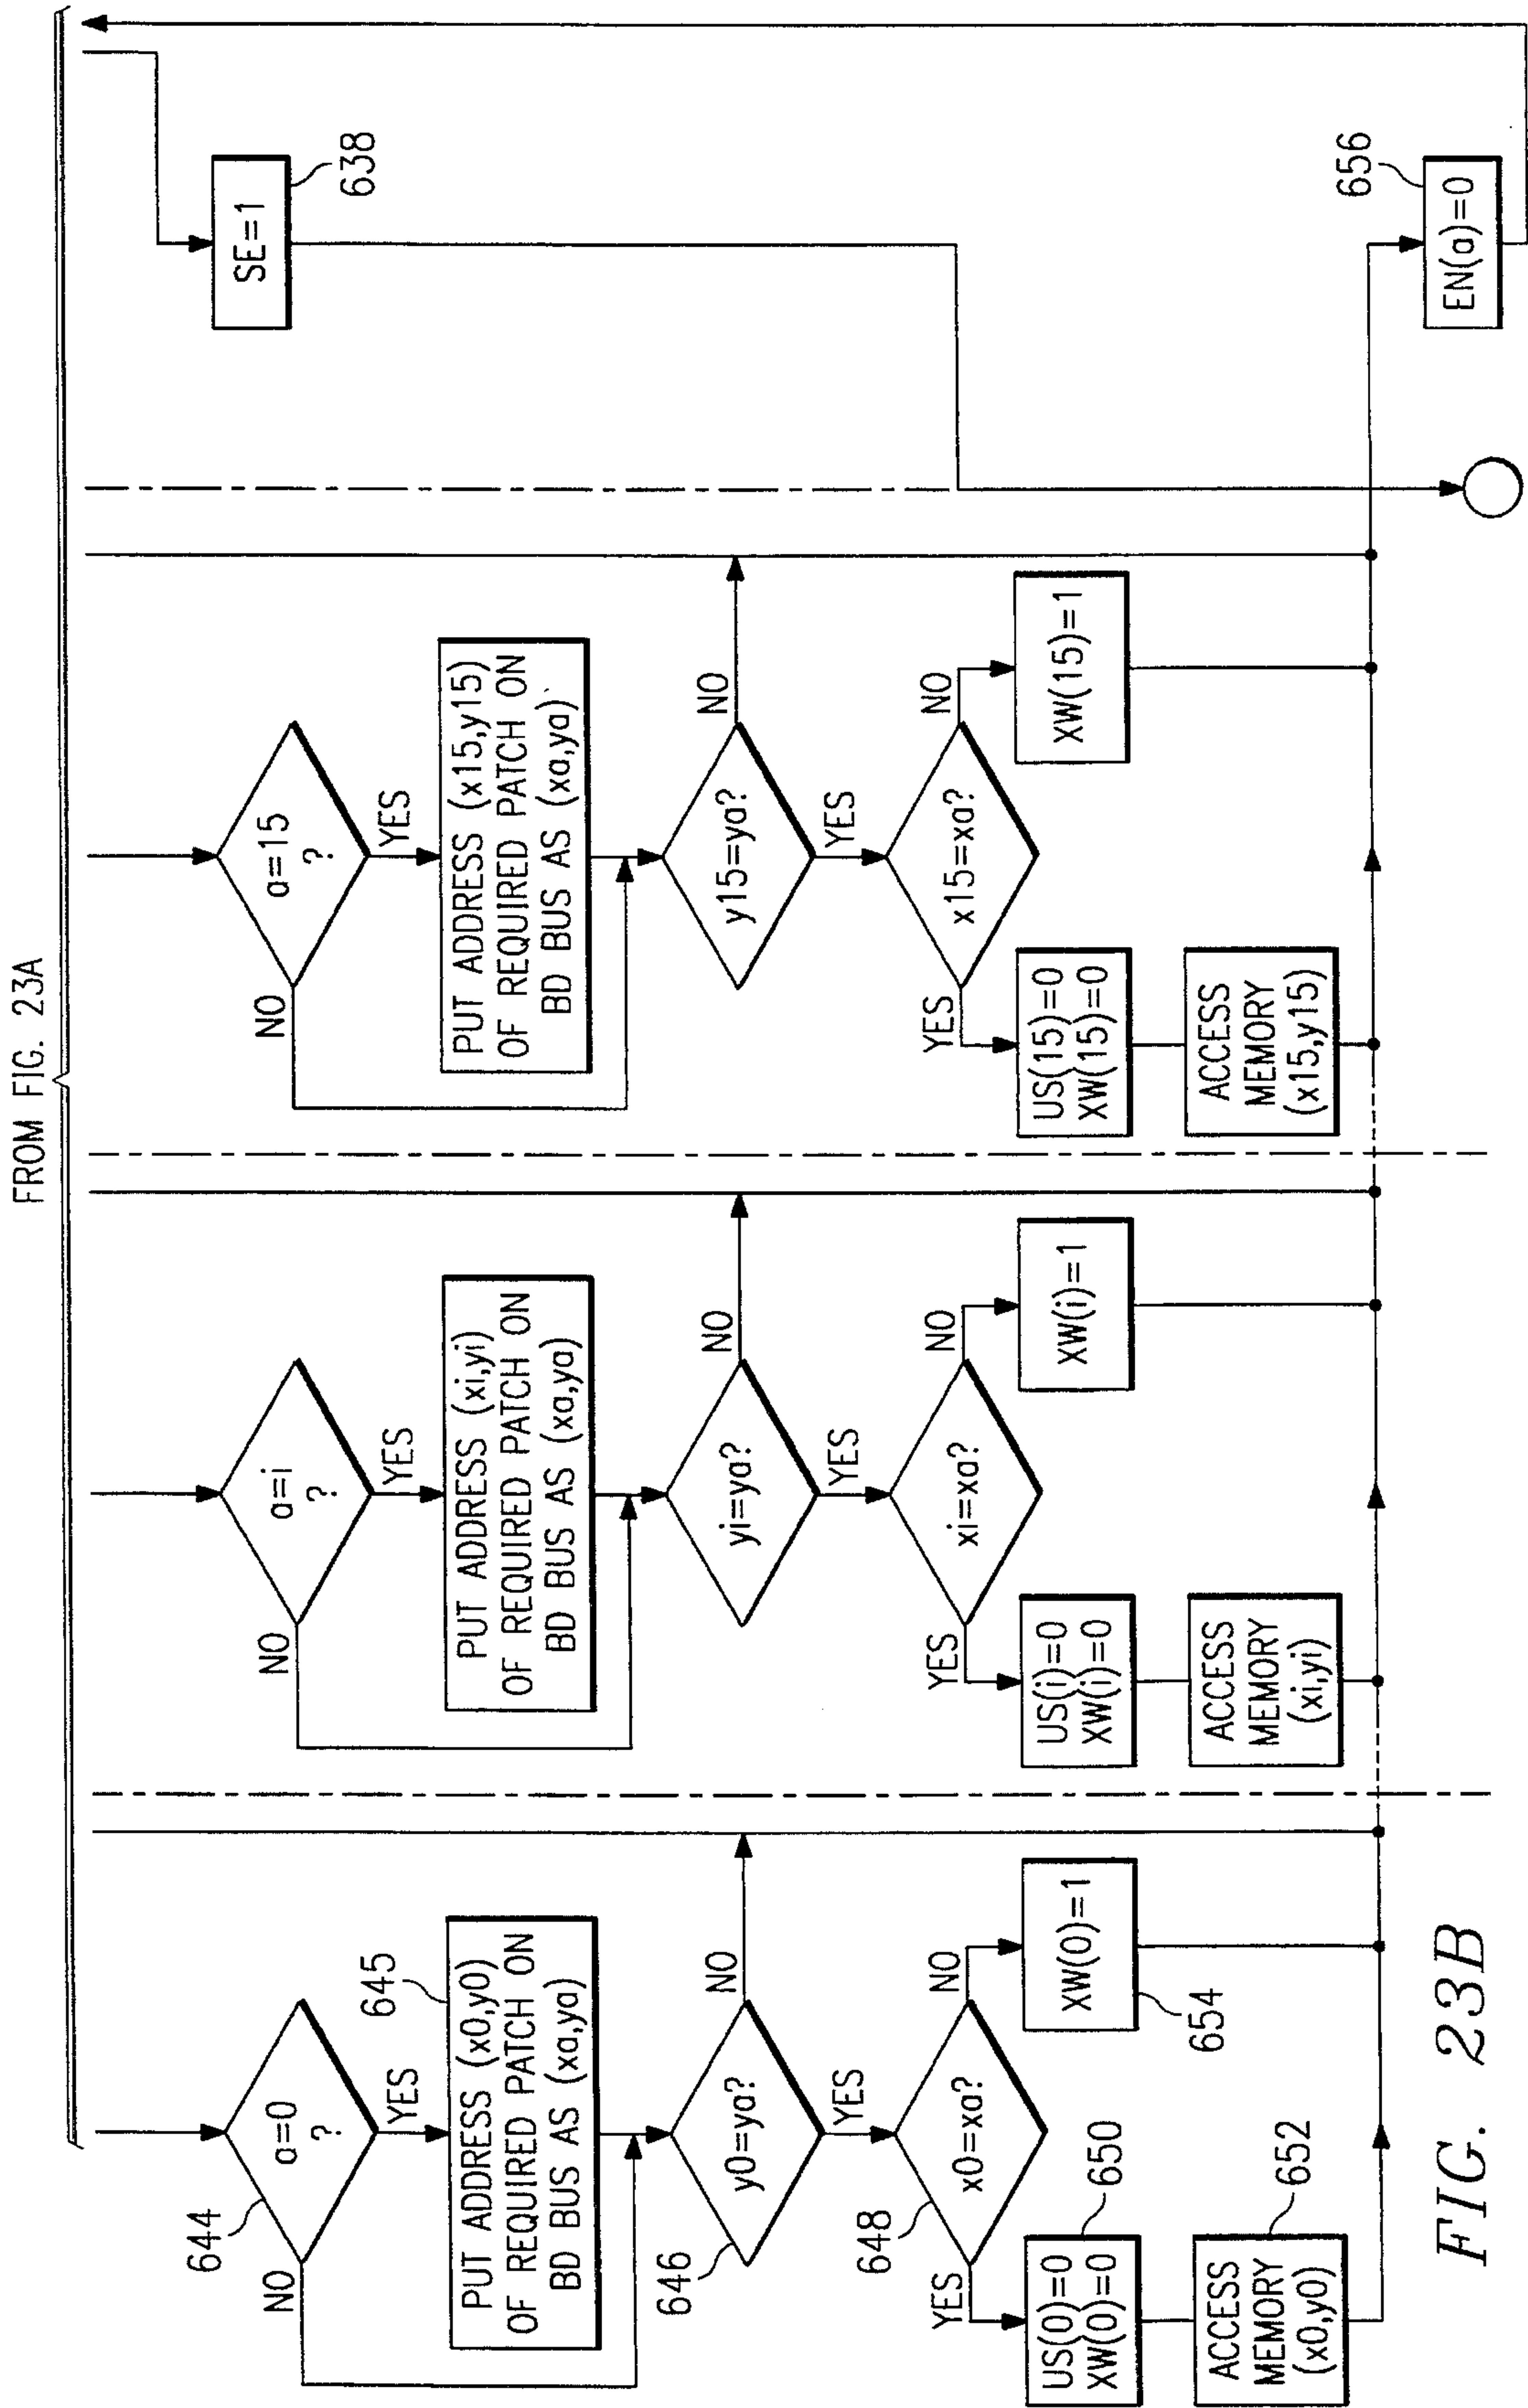 FROM FIG. 23A
644
a=0
?
NO
YES
645
PUT ADDRESS (x0,y0)
OF REQUIRED PATCH ON
BD BUS AS (xa,ya)
646
y0=ya?
NO
YES
648
x0=xa?
YES
NO
650
US(0)=0
XW(0)=0
XW(0)=1
654
652
ACCESS
MEMORY
(x0,y0)
a=i
?
NO
YES
PUT ADDRESS (xi,yi)
OF REQUIRED PATCH ON
BD BUS AS (xa,ya)
yi=ya?
NO
YES
xi=xa?
YES
NO
US(i)=0
XW(i)=0
XW(i)=1
ACCESS
MEMORY
(xi,yi)
a=15
?
NO
YES
PUT ADDRESS (x15,y15)
OF REQUIRED PATCH ON
BD BUS AS (xa,ya)
y15=ya?
NO
YES
x15=xa?
YES
NO
US(15)=0
XW(15)=0
XW(15)=1
ACCESS
MEMORY
(x15,y15)
SE=1
638
656
EN(a)=0
FIG. 23B